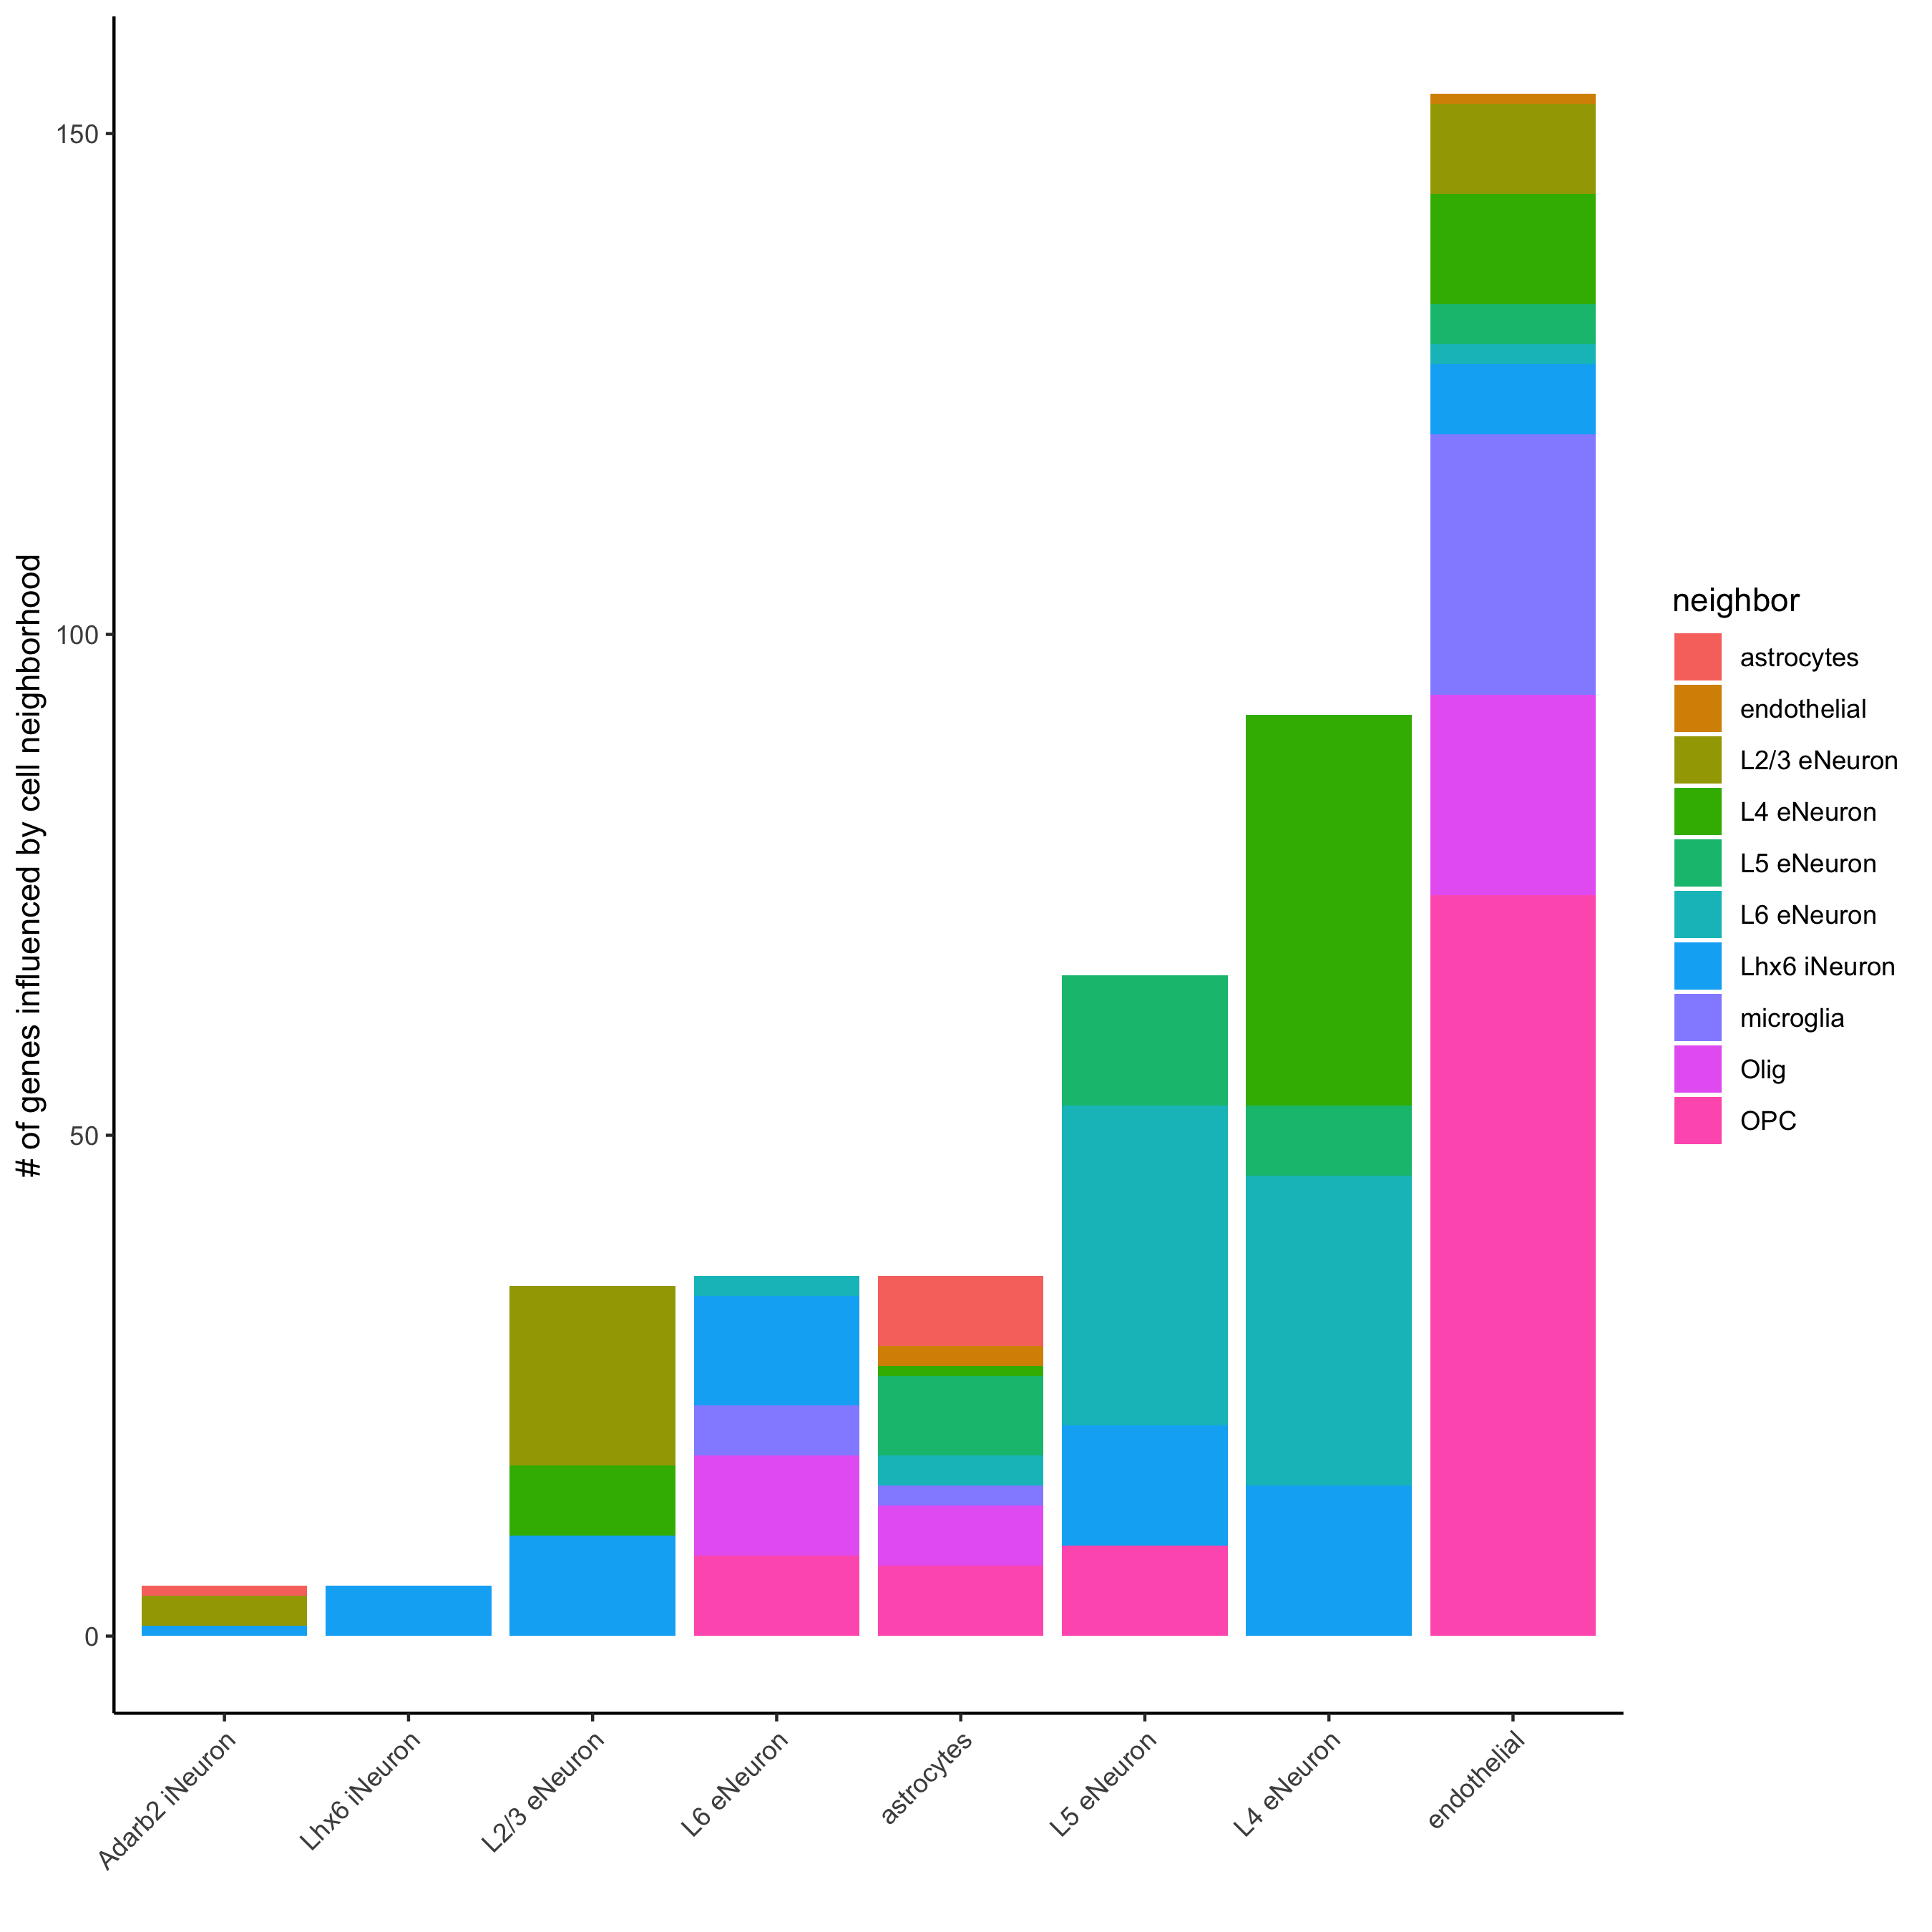 # of genes influenced by cell neighborhood
150
100
50
0
Adarb2 iNeuron
Lhx6 iNeuron
L2/3 eNeuron
L6 eNeuron
astrocytes
L5 eNeuron
L4 eNeuron
endothelial
neighbor
astrocytes
endothelial
L2/3 eNeuron
L4 eNeuron
L5 eNeuron
L6 eNeuron
Lhx6 iNeuron
microglia
Olig
OPC